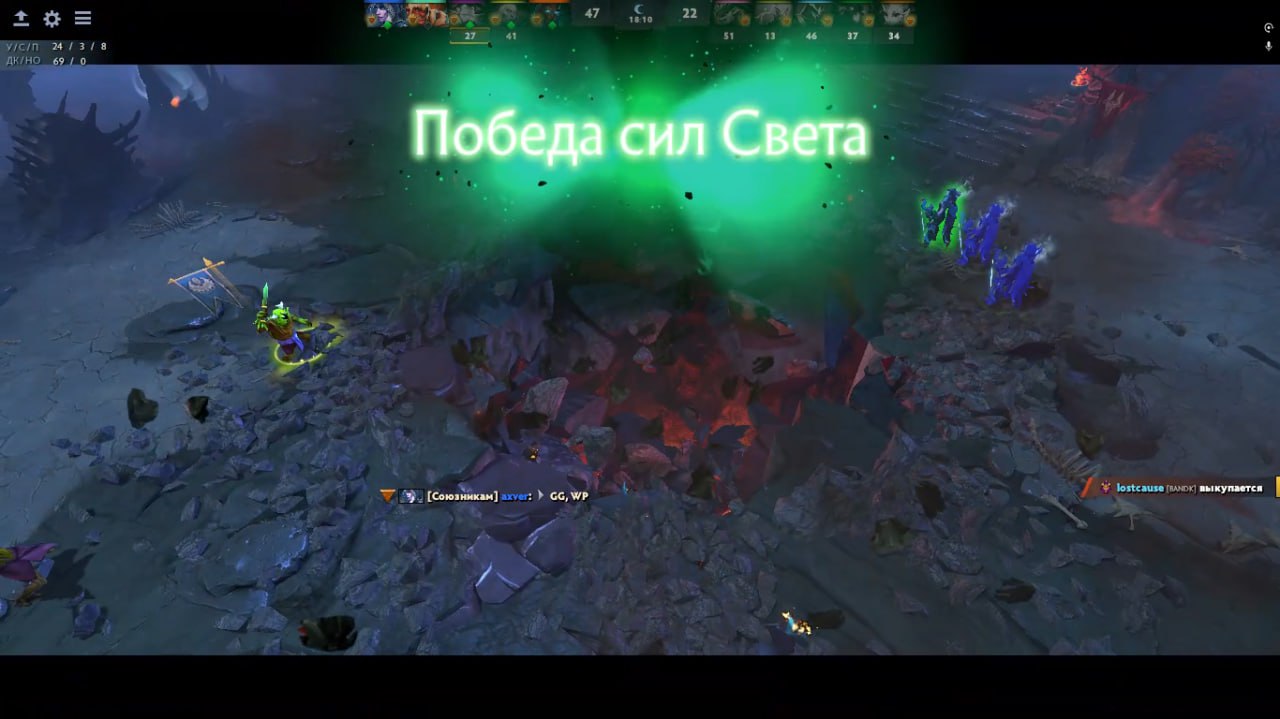 47 18:10 22
27 41 51 13 46 37 34
У/С/П 24 / 3 / 8
ДК/НО 69 / 0
Победа сил Света
[Союзникам] axver: GG, WP
lostcause [BANDK] выкупается